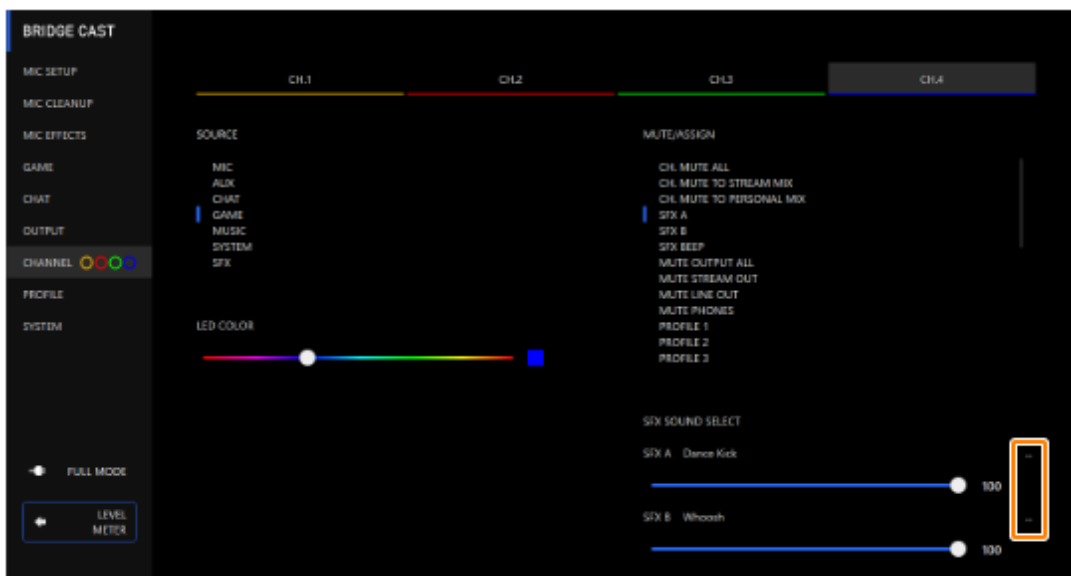 BRIDGE CAST
MIC SETUP
MIC CLEANUP
MIC EFFECTS
GAME
CHAT
OUTPUT
CHANNEL
PROFILE
SYSTEM
FULL MODE
LEVEL
METER
CH.1 CH.2 CH.3 CH.4
SOURCE
MIC
AUX
CHAT
GAME
MUSIC
SYSTEM
SFX
LED COLOR
MUTE/ASSIGN
CH. MUTE ALL
CH. MUTE TO STREAM MIX
CH. MUTE TO PERSONAL MIX
SFX A
SFX B
SFX BEEP
MUTE OUTPUT ALL
MUTE STREAM OUT
MUTE LINE OUT
MUTE PHONES
PROFILE 1
PROFILE 2
PROFILE 3
SFX SOUND SELECT
SFX A Dance Kick
100
SFX B Whoosh
100